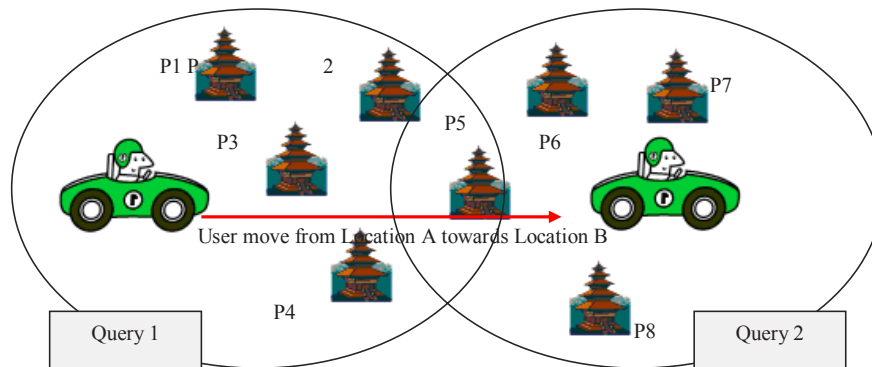 P1 P 2
P7
P5
P3
P6
User move from Location A towards Location B
P4
P8
Query 1
Query 2